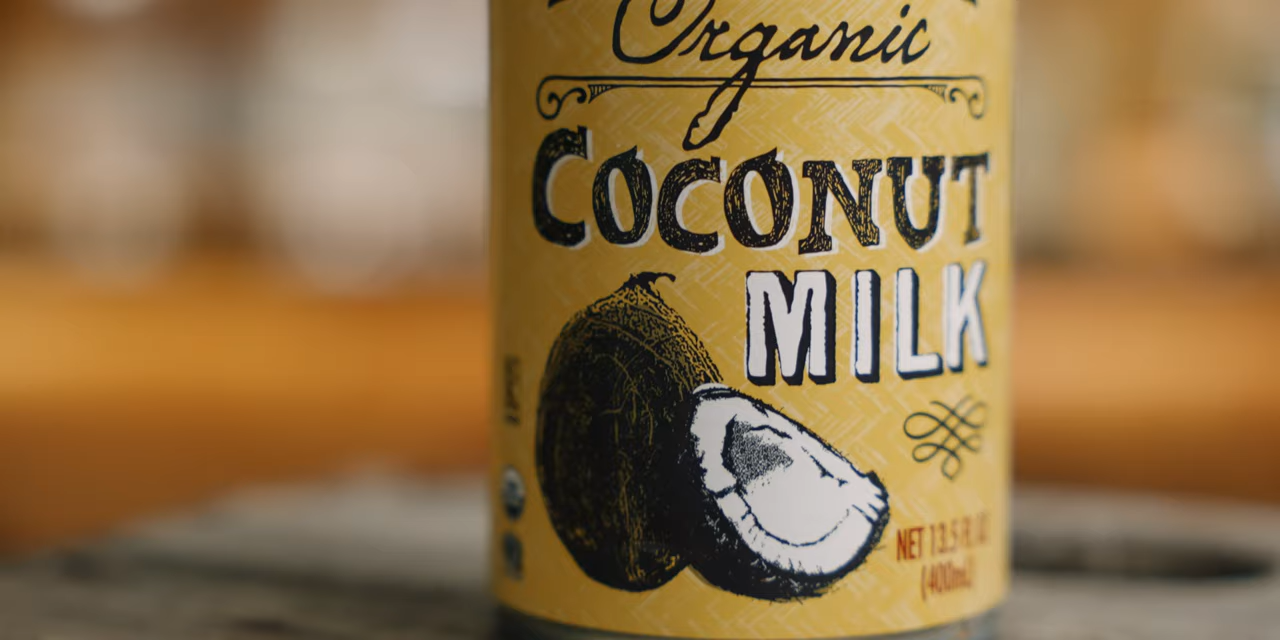 Organic
COCONUT
MILK
NET 13.5 FL OZ
(400mL)